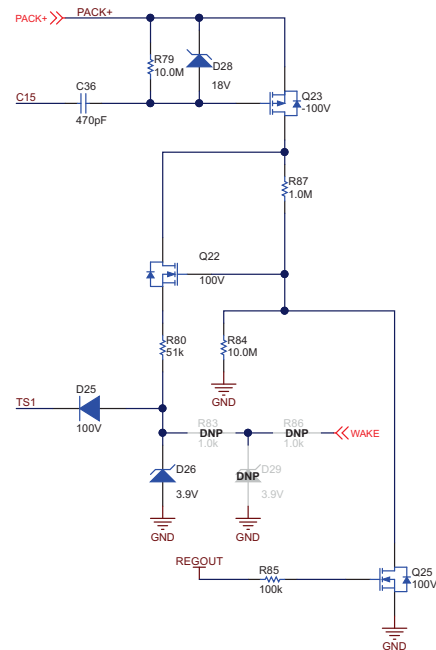 PACK+ PACK+
R79
10.0M
D28
18V
C36
C15
470pF
Q23
-100V
R87
1.0M
Q22
100V
R80
51k
R84
10.0M
GND
D25
TS1
100V
R83 R86
DNP DNP WAKE
1.0k 1.0k
D26
3.9V
D29
DNP
3.9V
GND GND
REGOUT
R85
100k
Q25
100V
GND